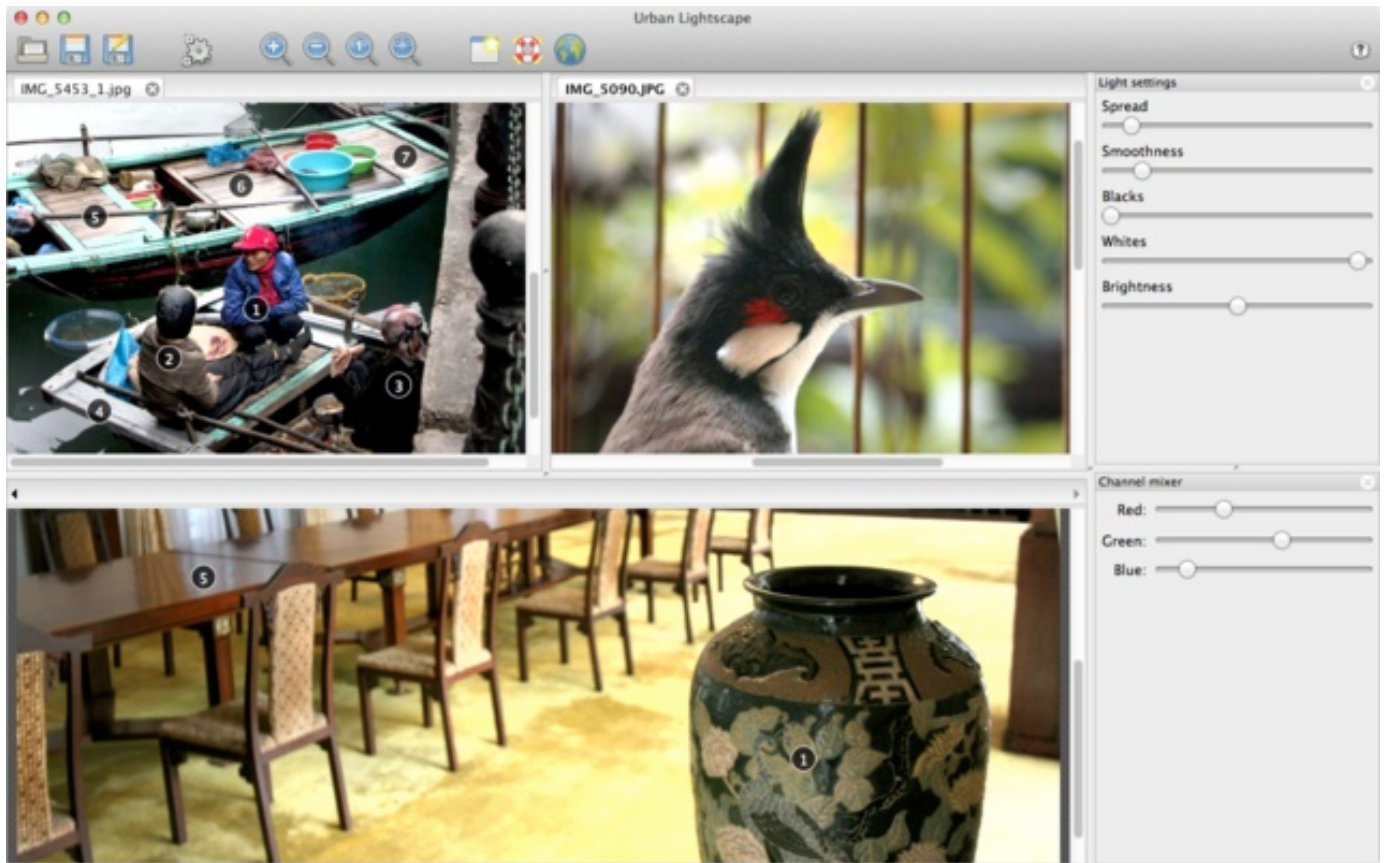 Urban Lightscape
?
IMG_5453_1.jpg
IMG_5090.JPG
Light settings
Spread
Smoothness
Blacks
Whites
Brightness
7
6
5
1
2
3
4
Channel mixer
Red:
Green:
Blue:
5
1